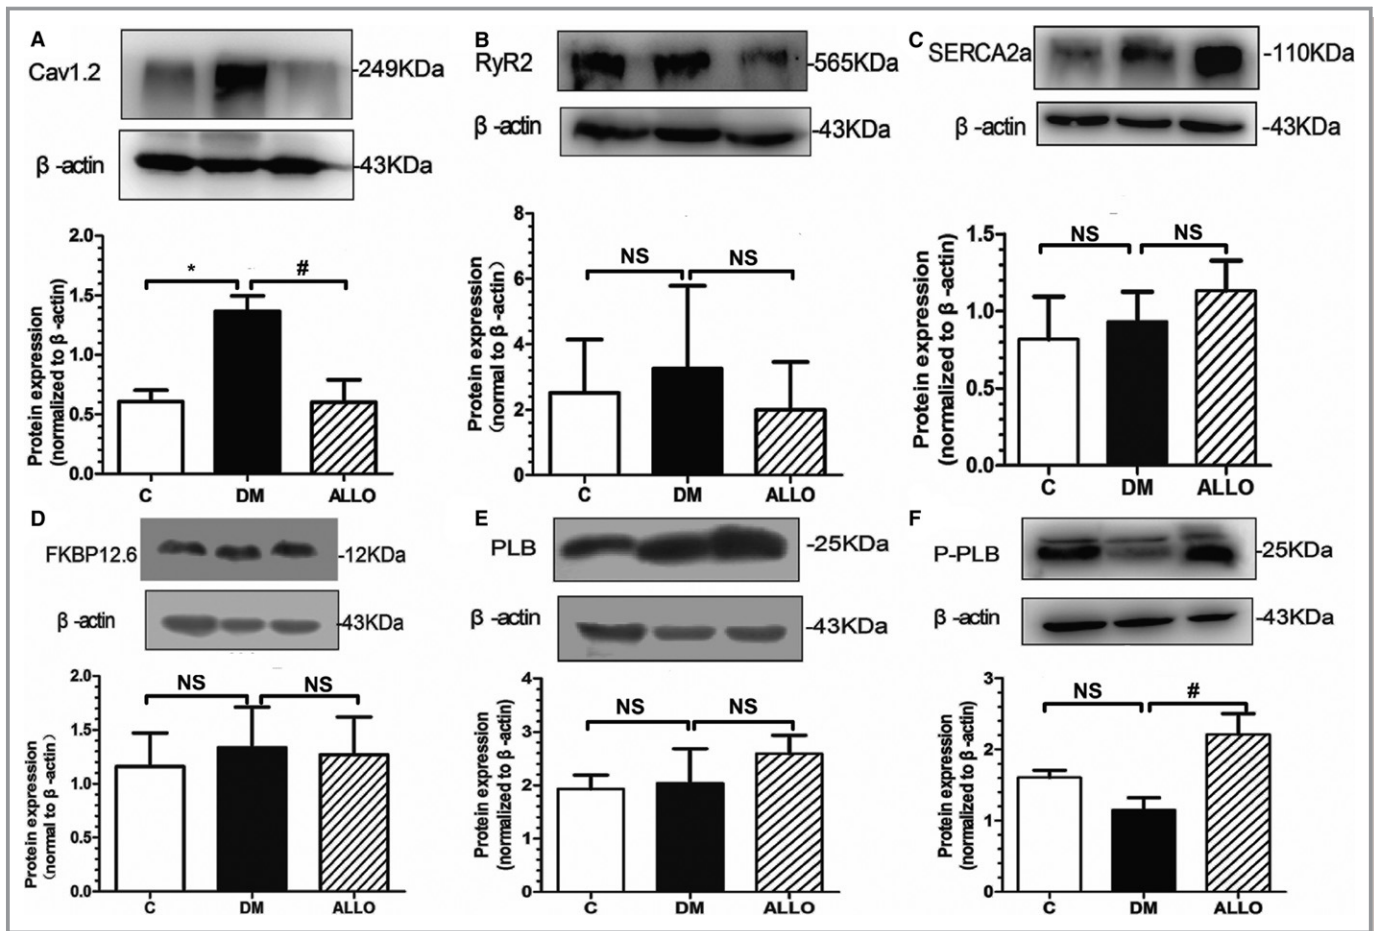 A
Cav1.2
-249KDa
β -actin
-43KDa
Protein expression
(normalized to β -actin)
2.0
1.5
1.0
0.5
0.0
*
#
C DM ALLO
B
RyR2
-565KDa
β -actin
-43KDa
Protein expression
(normal to β -actin)
8
6
4
2
0
NS NS
C DM ALLO
C
SERCA2a
-110KDa
β -actin
-43KDa
Protein expression
(normalized to β -actin)
1.5
1.0
0.5
0.0
NS NS
C DM ALLO
D
FKBP12.6
-12KDa
β -actin
-43KDa
Protein expression
(normal to β -actin)
2.0
1.5
1.0
0.5
0.0
NS NS
C DM ALLO
E
PLB
-25KDa
β -actin
-43KDa
Protein expression
(normalized to β -actin)
4
3
2
1
0
NS NS
C DM ALLO
F
P-PLB
-25KDa
β -actin
-43KDa
Protein expression
(normalized to β -actin)
3
2
1
0
NS #
C DM ALLO